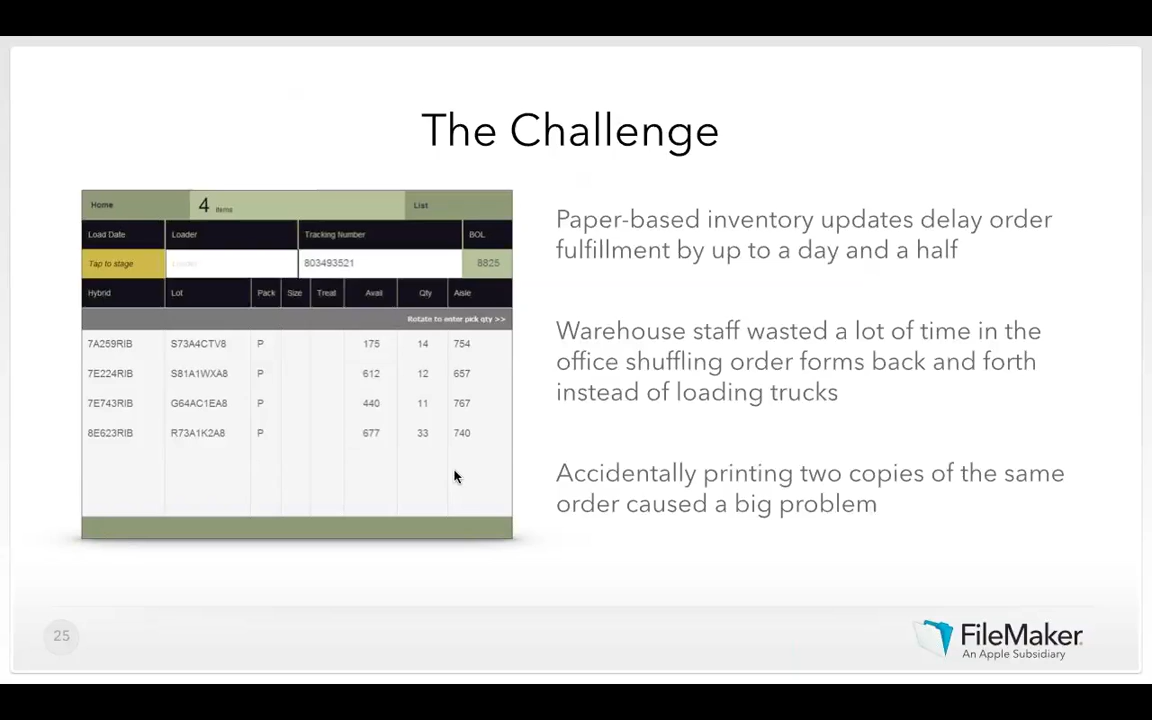 The Challenge
Home 4 Items List
Load Date Loader Tracking Number BOL
Tap to stage 803493521 8825
Hybrid Lot Pack Size Treat Avail Qty Aisle
Rotate to enter pick qty >>
7A259RIB S73A4CTV8 P 175 14 754
7E224RIB S81A1WXA8 P 612 12 657
7E743RIB G64AC1EA8 P 440 11 767
8E623RIB R73A1K2A8 P 677 33 740
Paper-based inventory updates delay order
fulfillment by up to a day and a half
Warehouse staff wasted a lot of time in the
office shuffling order forms back and forth
instead of loading trucks
Accidentally printing two copies of the same
order caused a big problem
25
FileMaker
An Apple Subsidiary